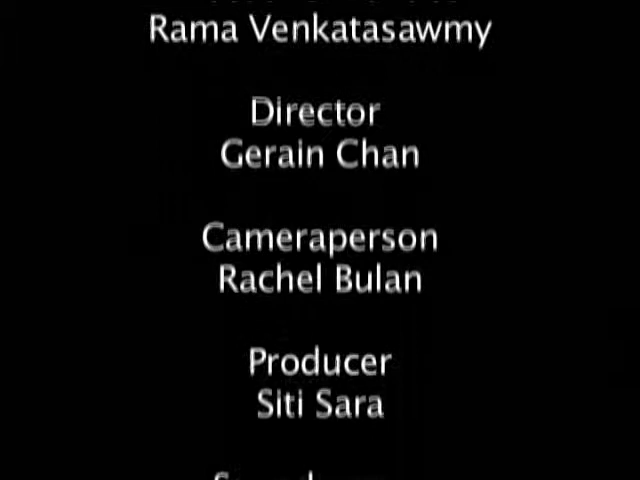 Rama Venkatasawmy
Director
Gerain Chan
Cameraperson
Rachel Bulan
Producer
Siti Sara